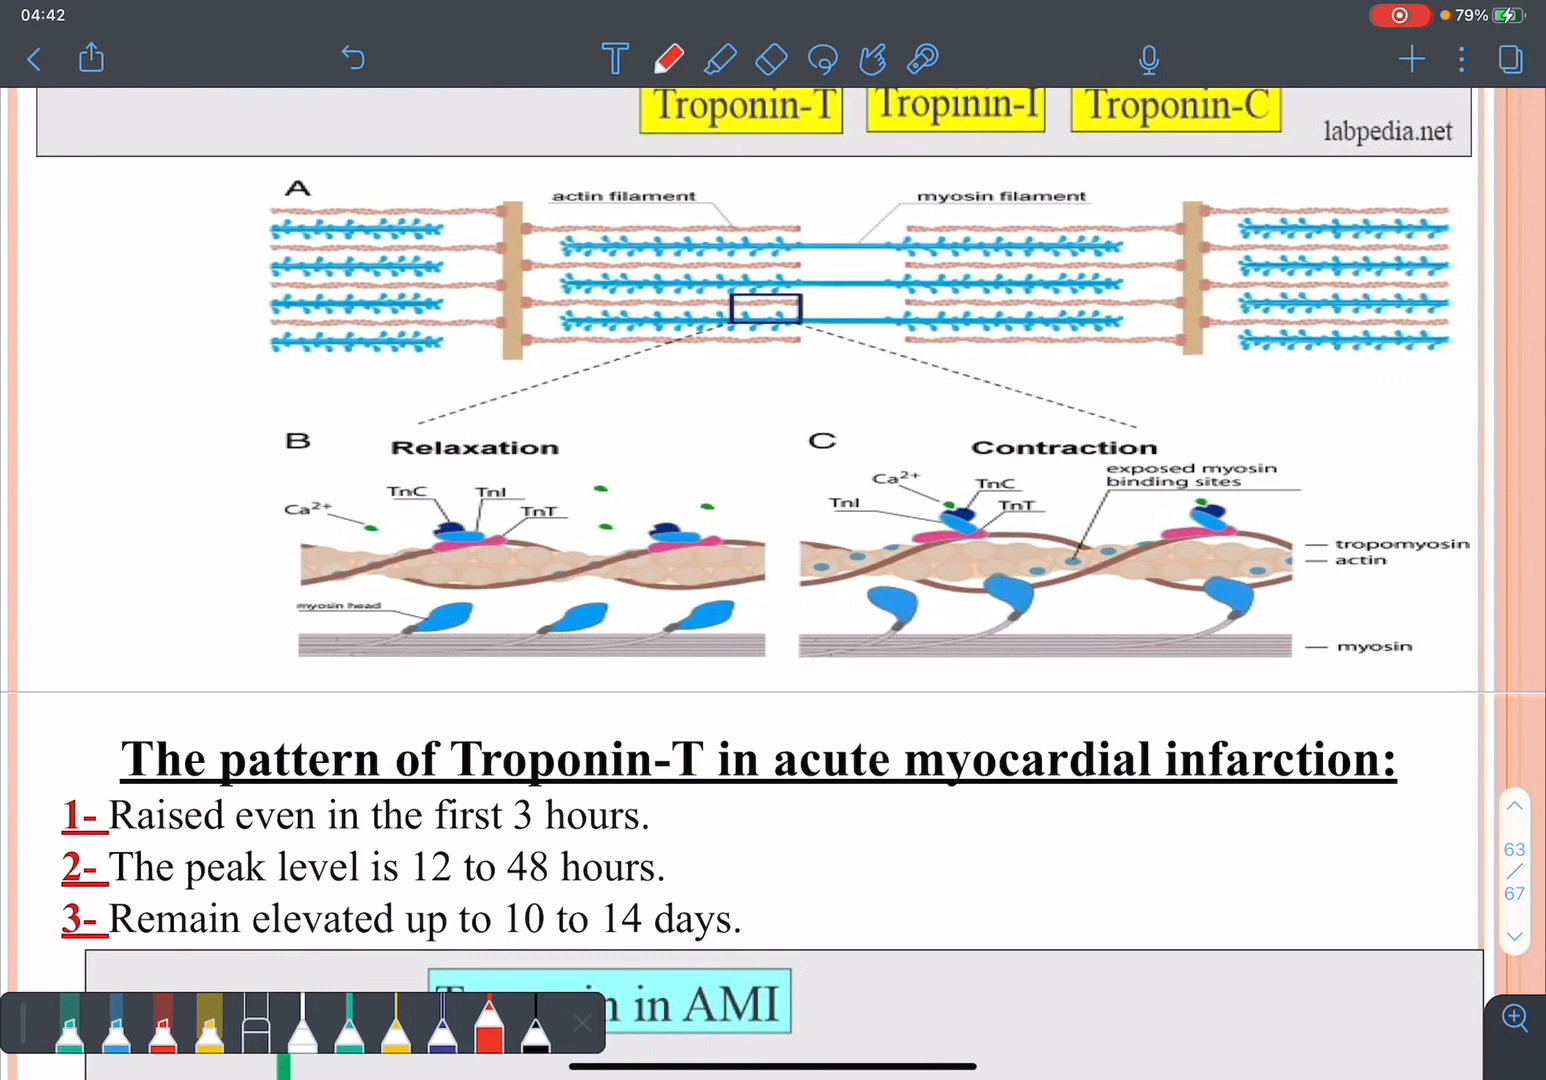 04:42
79%
Troponin-T
Tropinin-I
Troponin-C
labpedia.net
A
actin filament
myosin filament
B
Relaxation
C
Contraction
Ca2+
TnC
TnI
TnT
myosin head
Ca2+
TnC
TnI
TnT
exposed myosin
binding sites
tropomyosin
actin
myosin
The pattern of Troponin-T in acute myocardial infarction:
1- Raised even in the first 3 hours.
2- The peak level is 12 to 48 hours.
3- Remain elevated up to 10 to 14 days.
in AMI
63
67